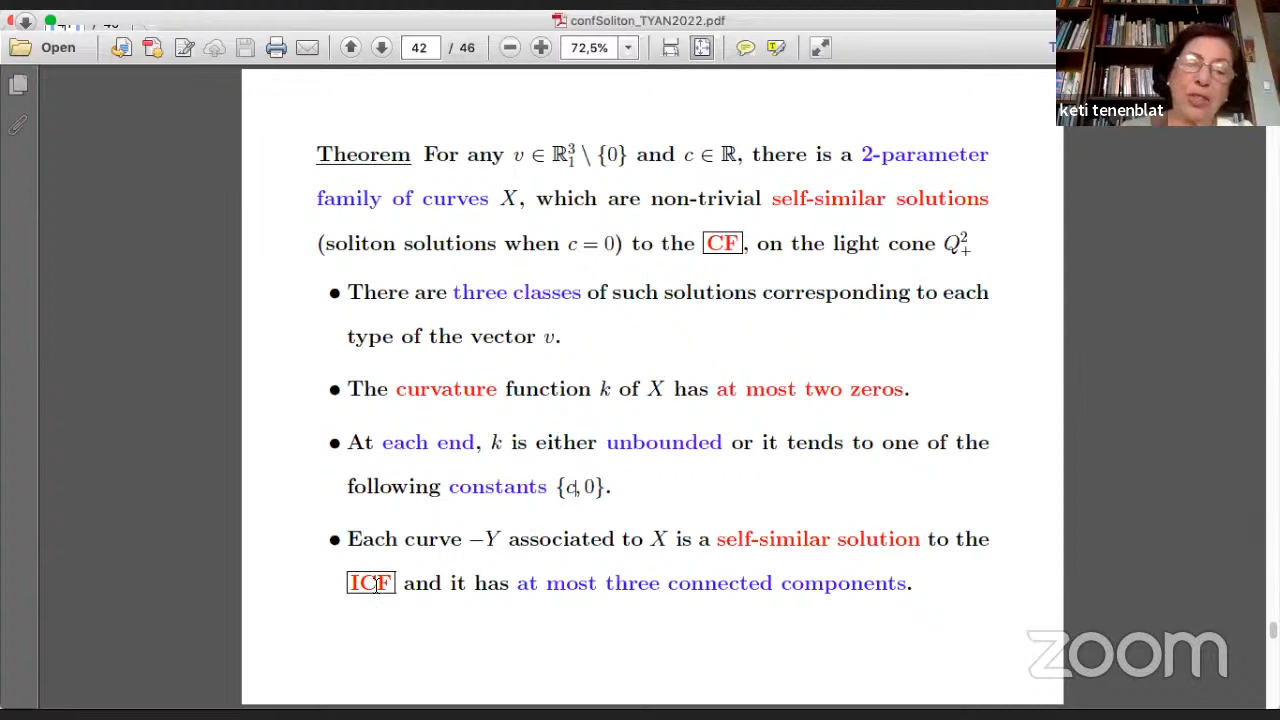 confSoliton_TYAN2022.pdf
Open 42 / 46 72,5%
keti tenenblat
Theorem For any v ∈ ℝ³₁ \ {0} and c ∈ ℝ, there is a 2-parameter
family of curves X, which are non-trivial self-similar solutions
(soliton solutions when c = 0) to the CF, on the light cone Q²₊
• There are three classes of such solutions corresponding to each
type of the vector v.
• The curvature function k of X has at most two zeros.
• At each end, k is either unbounded or it tends to one of the
following constants {c, 0}.
• Each curve −Y associated to X is a self-similar solution to the
ICF and it has at most three connected components.
zoom